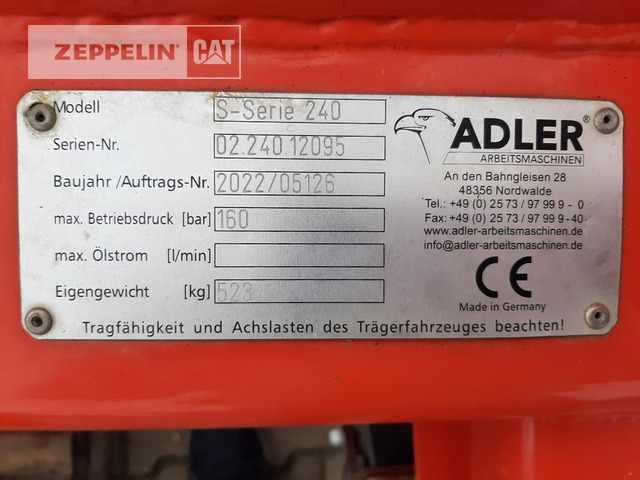 ZEPPELIN CAT
Modell S-Serie 240
Serien-Nr. 02.240.12095
Baujahr /Auftrags-Nr. 2022/05126
max. Betriebsdruck [bar] 160
max. Ölstrom [l/min]
Eigengewicht [kg] 523
ADLER®
ARBEITSMASCHINEN
An den Bahngleisen 28
48356 Nordwalde
Tel.: +49 (0) 25 73 / 97 99 9 - 0
Fax: +49 (0) 25 73 / 97 99 9 -40
www.adler-arbeitsmaschinen.de
info@adler-arbeitsmaschinen.de
CE
Made in Germany
Tragfähigkeit und Achslasten des Trägerfahrzeuges beachten!